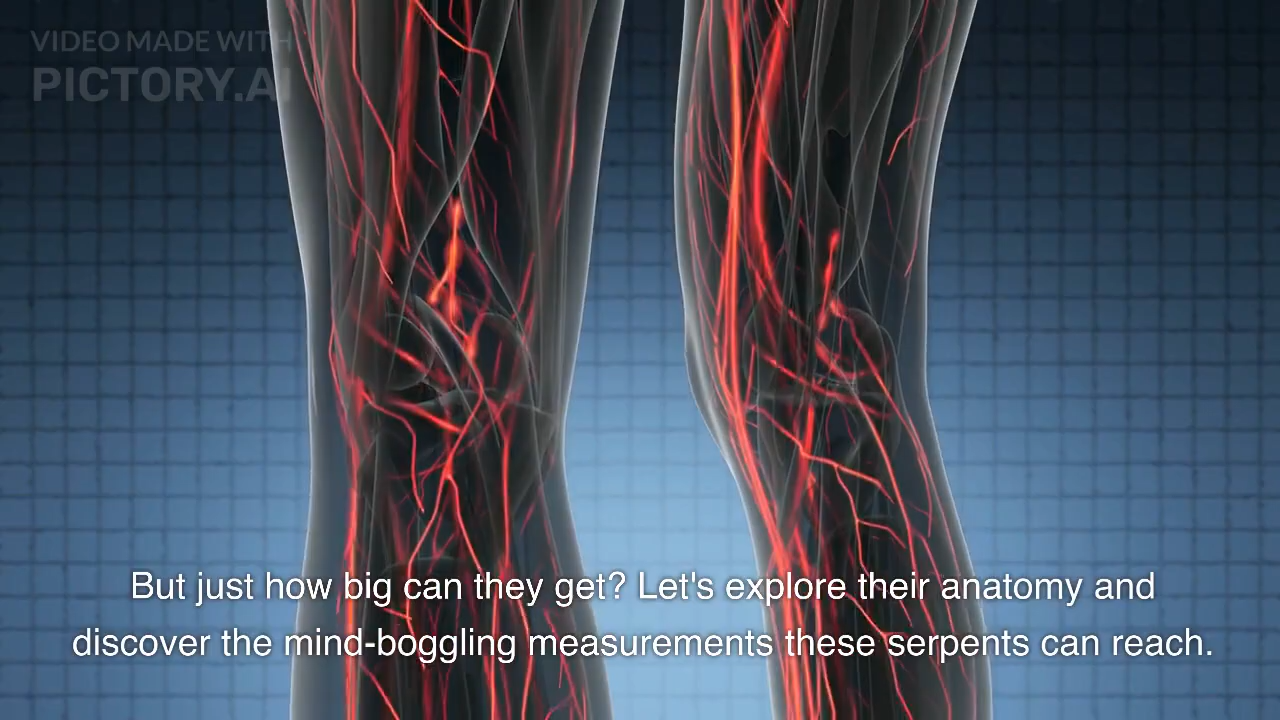 VIDEO MADE WITH
PICTORY.AI
But just how big can they get? Let's explore their anatomy and
discover the mind-boggling measurements these serpents can reach.